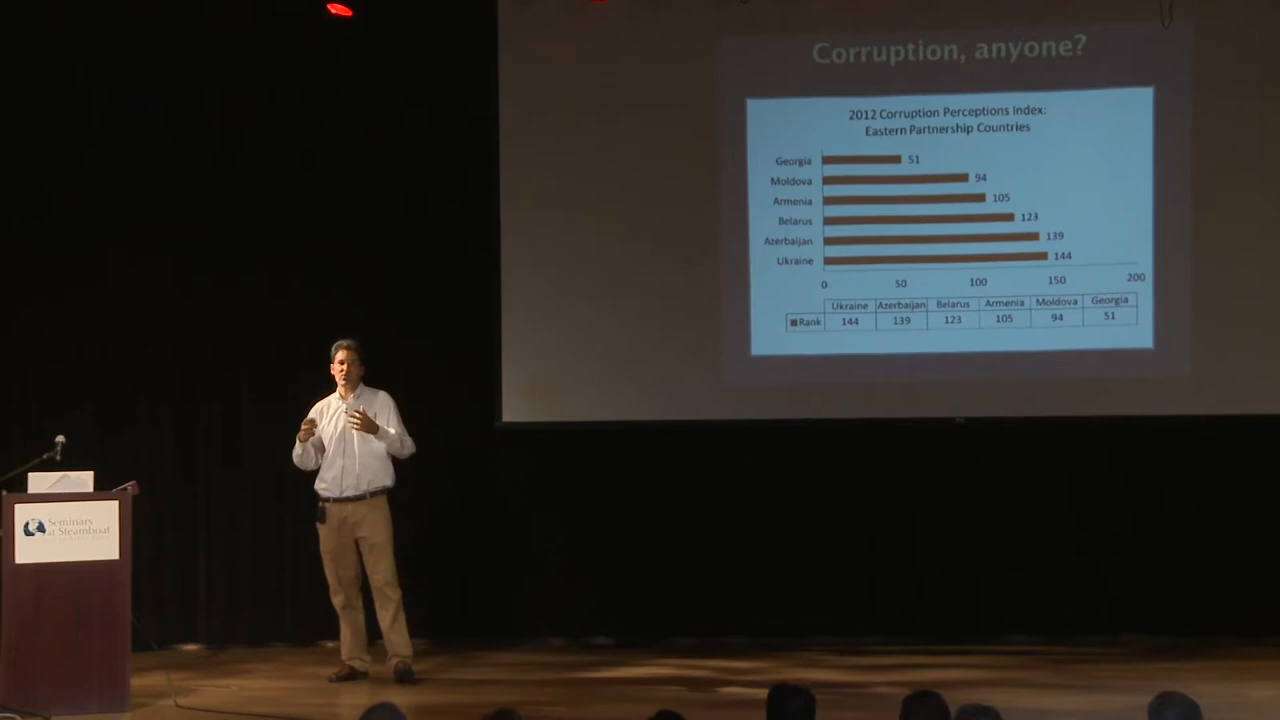 Corruption, anyone?
2012 Corruption Perceptions Index:
Eastern Partnership Countries
Georgia 51
Moldova 94
Armenia 105
Belarus 123
Azerbaijan 139
Ukraine 144
0 50 100 150 200
Ukraine Azerbaijan Belarus Armenia Moldova Georgia
Rank 144 139 123 105 94 51
Seminars
at Steamboat